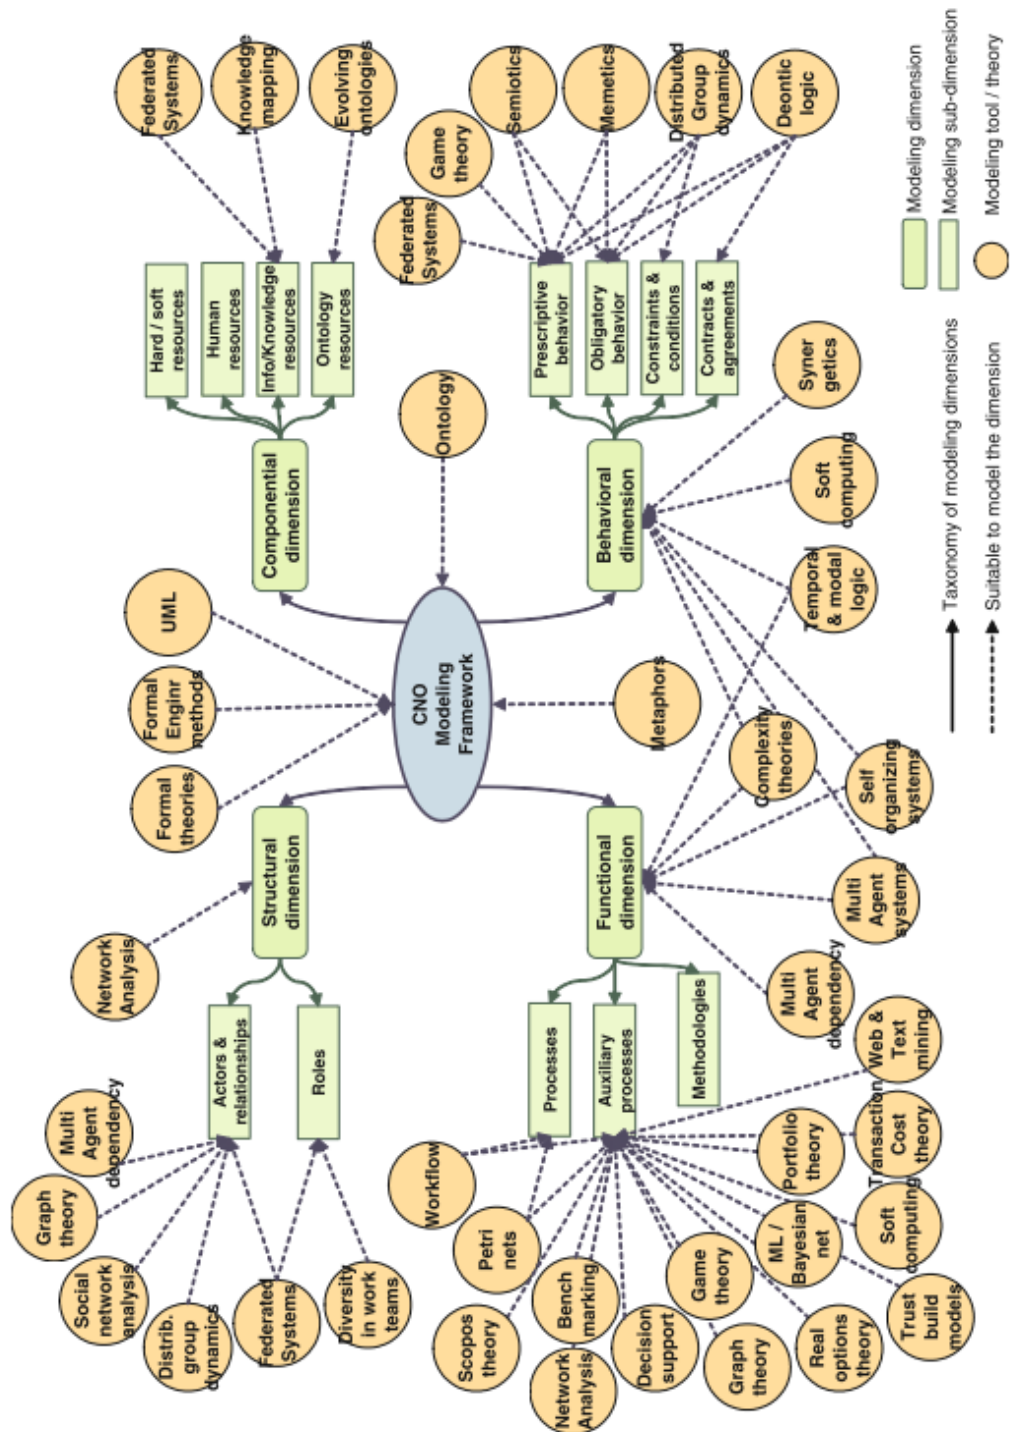 Graph
theory
Multi
Agent
dependency
Social
network
analysis
Distrib.
group
dynamics
Federated
Systems
Diversity
in work
teams
Actors &
relationships
Roles
Network
Analysis
Structural
dimension
Formal
theories
Formal
Enginr
methods
UML
Componential
dimension
Hard / soft
resources
Human
resources
Info/Knowledge
resources
Ontology
resources
Federated
Systems
Knowledge
mapping
Evolving
ontologies
CNO
Modeling
Framework
Ontology
Metaphors
Workflow
Petri
nets
Scopos
theory
Bench
marking
Network
Analysis
Decision
support
Game
theory
Graph
theory
ML /
Bayesian
net
Real
options
theory
Portfolio
theory
Soft
computing
Trust
build
models
Transaction
Cost
theory
Web &
Text
mining
Processes
Auxiliary
processes
Methodologies
Functional
dimension
Multi
Agent
dependency
Multi
Agent
systems
Self
organizing
systems
Complexity
theories
Temporal
& modal
logic
Soft
computing
Syner
getics
Behavioral
dimension
Prescriptive
behavior
Obligatory
behavior
Constraints &
conditions
Contracts &
agreements
Federated
Systems
Game
theory
Semiotics
Memetics
Distributed
Group
dynamics
Deontic
logic
Taxonomy of modeling dimensions
Suitable to model the dimension
Modeling dimension
Modeling sub-dimension
Modeling tool / theory